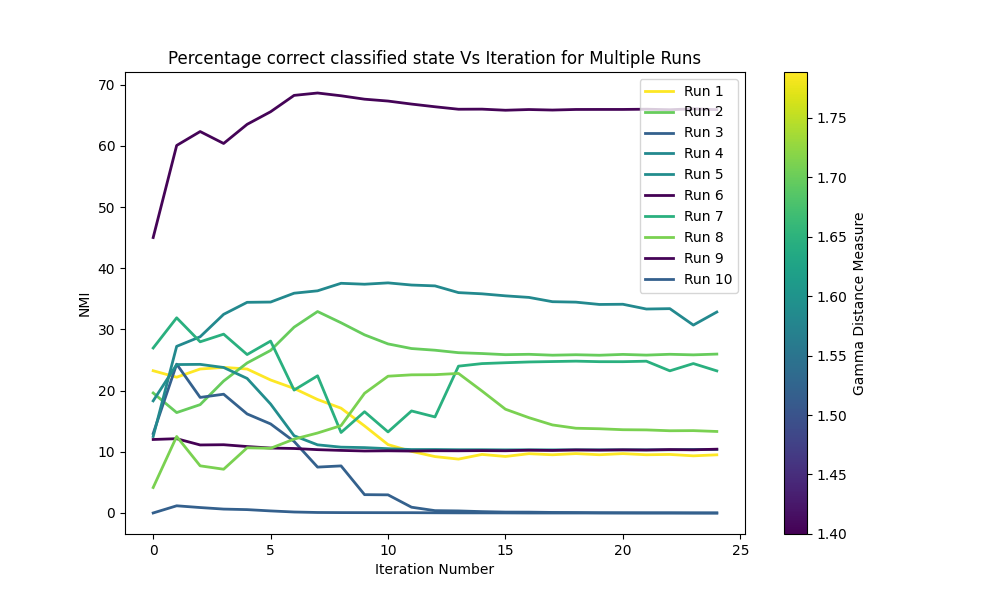 Percentage correct classified state Vs Iteration for Multiple Runs
NMI
70
60
50
40
30
20
10
0
0
5
10
15
20
25
Iteration Number
Run 1
Run 2
Run 3
Run 4
Run 5
Run 6
Run 7
Run 8
Run 9
Run 10
1.75
1.70
1.65
1.60
1.55
1.50
1.45
1.40
Gamma Distance Measure